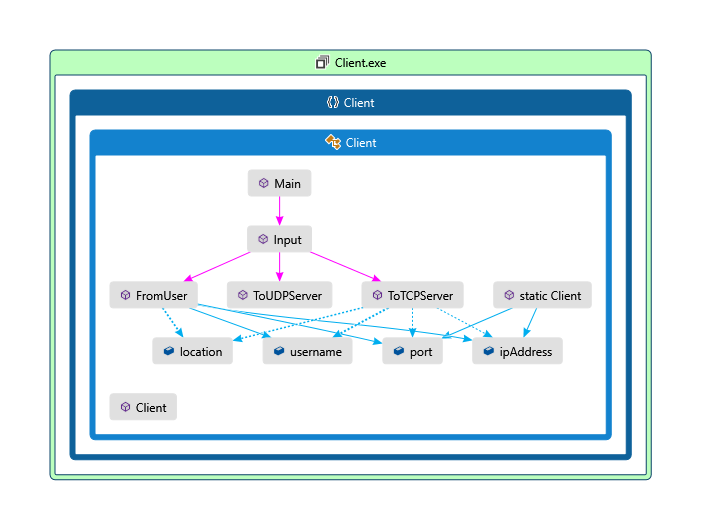 Client.exe
Client
Client
Main
Input
FromUser
ToUDPServer
ToTCPServer
static Client
location
username
port
ipAddress
Client